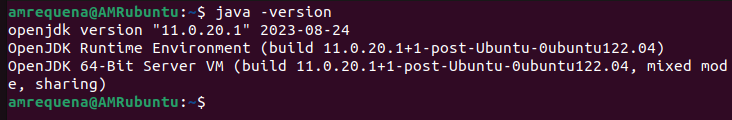 amrequena@AMRubuntu:~$ java -version
openjdk version "11.0.20.1" 2023-08-24
OpenJDK Runtime Environment (build 11.0.20.1+1-post-Ubuntu-0ubuntu122.04)
OpenJDK 64-Bit Server VM (build 11.0.20.1+1-post-Ubuntu-0ubuntu122.04, mixed mod
e, sharing)
amrequena@AMRubuntu:~$